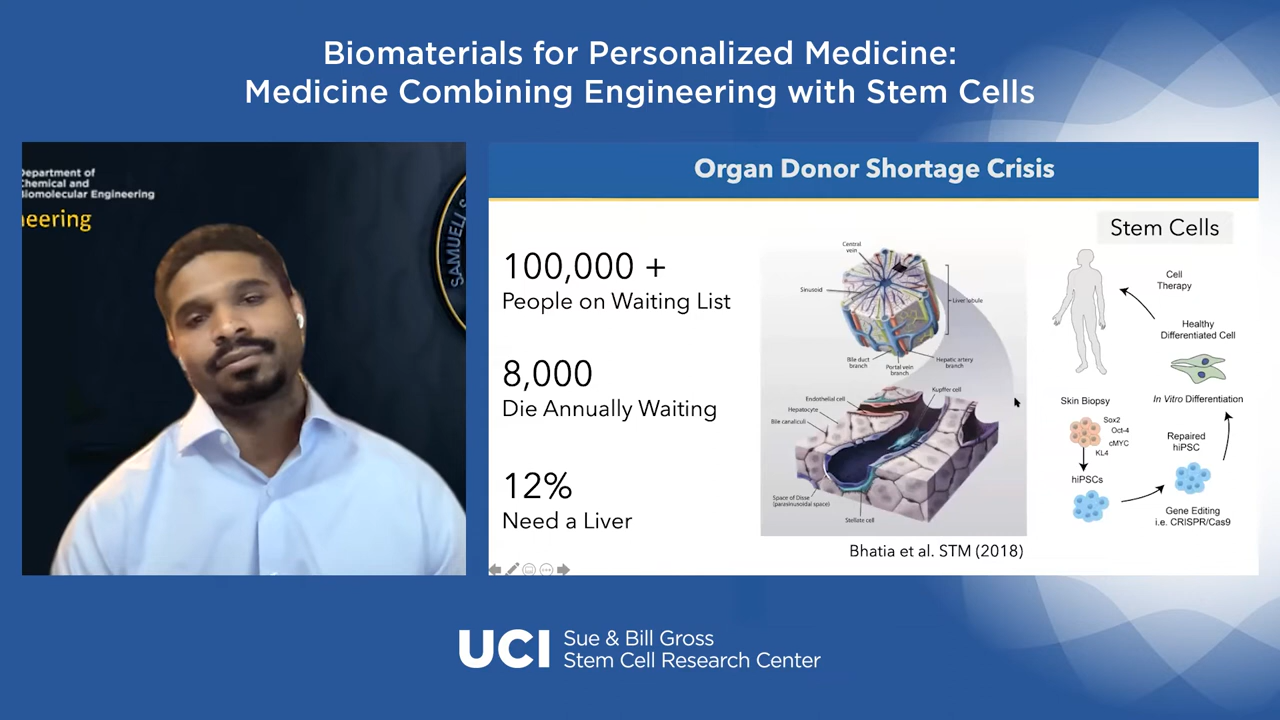 Biomaterials for Personalized Medicine:
Medicine Combining Engineering with Stem Cells
Department of
Chemical and
Biomolecular Engineering
neering
SAMUELI S
Organ Donor Shortage Crisis
100,000 +
People on Waiting List
8,000
Die Annually Waiting
12%
Need a Liver
Central
vein
Sinusoid
Liver lobule
Bile duct
branch
Portal vein
branch
Hepatic artery
branch
Kupffer cell
Endothelial cell
Hepatocyte
Bile canaliculi
Space of Disse
(parasinusoidal space)
Stellate cell
Bhatia et al. STM (2018)
Stem Cells
Cell
Therapy
Healthy
Differentiated Cell
In Vitro Differentiation
Skin Biopsy
Sox2
Oct-4
cMYC
KL4
hiPSCs
Repaired
hiPSC
Gene Editing
i.e. CRISPR/Cas9
UCI
Sue & Bill Gross
Stem Cell Research Center